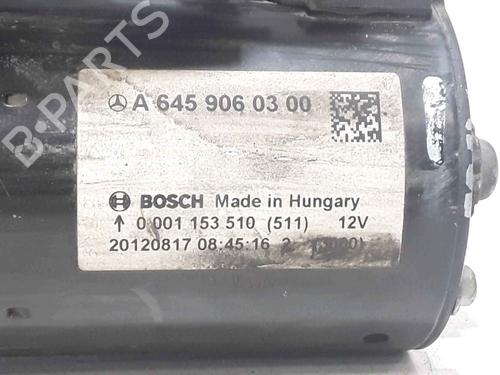 B-PARTS
A 645 906 03 00
BOSCH Made in Hungary
↑ 0 001 153 510 (511) 12V
20120817 08:45:16 2